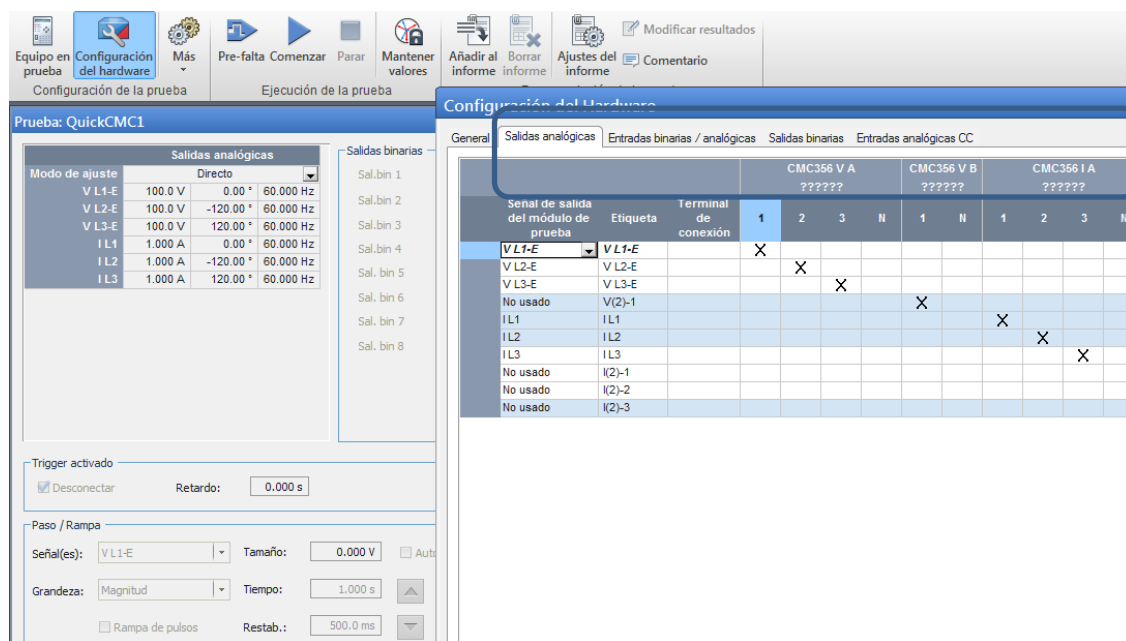 Equipo en prueba
Configuración del hardware
Más
Pre-falta
Comenzar
Parar
Mantener valores
Añadir al informe
Borrar informe
Ajustes del informe
Modificar resultados
Comentario
Configuración de la prueba
Ejecución de la prueba
Prueba: QuickCMC1
Salidas analógicas
Modo de ajuste Directo
V L1-E 100.0 V 0.00 ° 60.000 Hz
V L2-E 100.0 V -120.00 ° 60.000 Hz
V L3-E 100.0 V 120.00 ° 60.000 Hz
I L1 1.000 A 0.00 ° 60.000 Hz
I L2 1.000 A -120.00 ° 60.000 Hz
I L3 1.000 A 120.00 ° 60.000 Hz
Salidas binarias
Sal.bin 1
Sal.bin 2
Sal.bin 3
Sal.bin 4
Sal. bin 5
Sal. bin 6
Sal. bin 7
Sal. bin 8
Trigger activado
Desconectar Retardo: 0.000 s
Paso / Rampa
Señal(es): V L1-E Tamaño: 0.000 V
Grandeza: Magnitud Tiempo: 1.000 s
Rampa de pulsos Restab.: 500.0 ms
Configuración del Hardware
General Salidas analógicas Entradas binarias / analógicas Salidas binarias Entradas analógicas CC
CMC356 V A CMC356 V B CMC356 I A
?????? ?????? ??????
Señal de salida del módulo de prueba Etiqueta Terminal de conexión 1 2 3 N 1 N 1 2 3 N
V L1-E V L1-E X
V L2-E V L2-E X
V L3-E V L3-E X
No usado V(2)-1 X
I L1 I L1 X
I L2 I L2 X
I L3 I L3 X
No usado I(2)-1
No usado I(2)-2
No usado I(2)-3